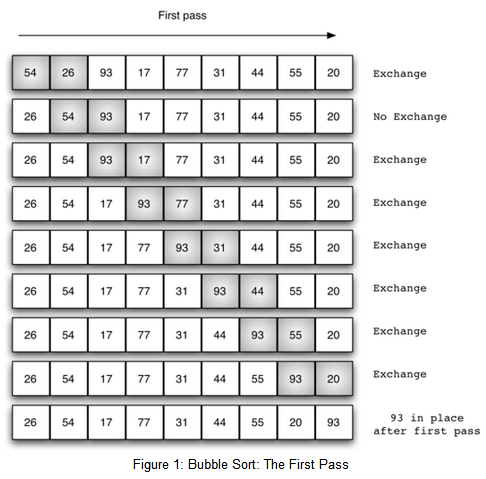 First pass
54 26 93 17 77 31 44 55 20 Exchange
26 54 93 17 77 31 44 55 20 No Exchange
26 54 93 17 77 31 44 55 20 Exchange
26 54 17 93 77 31 44 55 20 Exchange
26 54 17 77 93 31 44 55 20 Exchange
26 54 17 77 31 93 44 55 20 Exchange
26 54 17 77 31 44 93 55 20 Exchange
26 54 17 77 31 44 55 93 20 Exchange
26 54 17 77 31 44 55 20 93 93 in place
after first pass
Figure 1: Bubble Sort: The First Pass